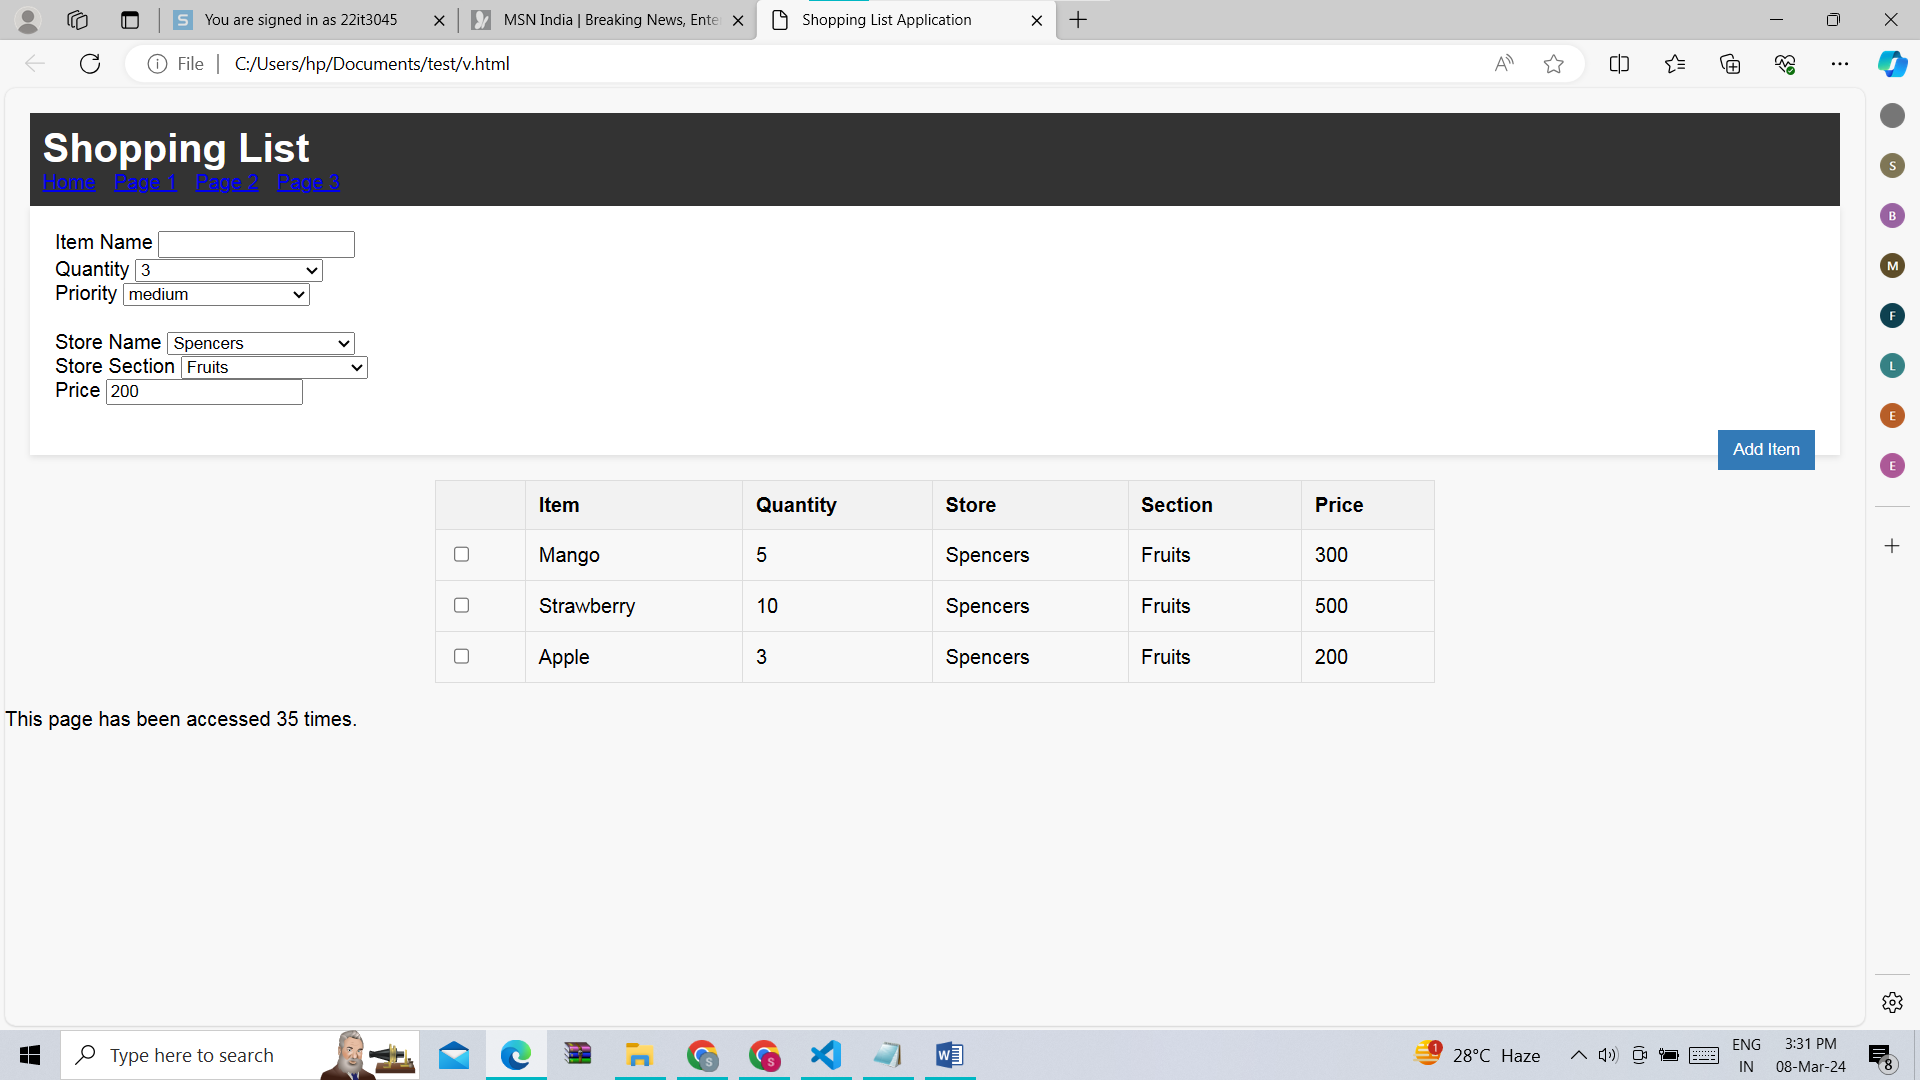 You are signed in as 22it3045
MSN India | Breaking News, Ente
Shopping List Application
File
C:/Users/hp/Documents/test/v.html
Shopping List
Home Page 1 Page 2 Page 3
Item Name
Quantity 3
Priority medium
Store Name Spencers
Store Section Fruits
Price 200
Add Item
Item Quantity Store Section Price
Mango 5 Spencers Fruits 300
Strawberry 10 Spencers Fruits 500
Apple 3 Spencers Fruits 200
This page has been accessed 35 times.
S
B
M
F
L
E
E
Type here to search
1
28°C Haze
ENG
IN
3:31 PM
08-Mar-24
8